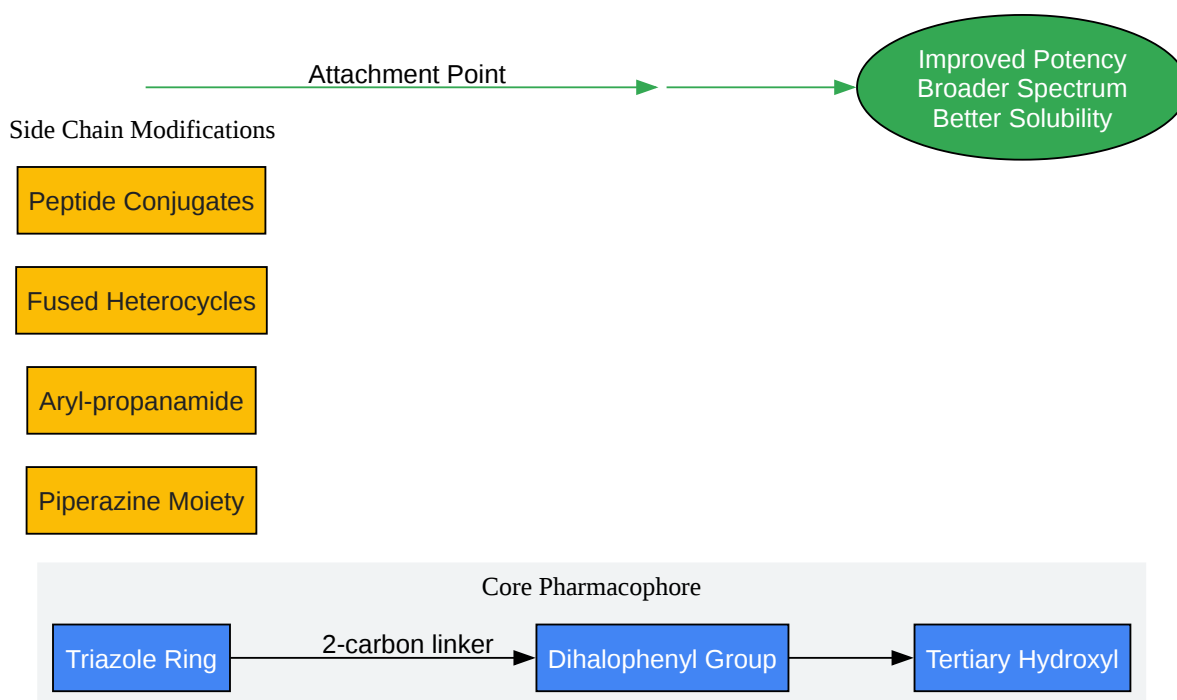 Attachment Point
Improved Potency
Broader Spectrum
Better Solubility
Side Chain Modifications
Peptide Conjugates
Fused Heterocycles
Aryl-propanamide
Piperazine Moiety
Core Pharmacophore
Triazole Ring
2-carbon linker
Dihalophenyl Group
Tertiary Hydroxyl